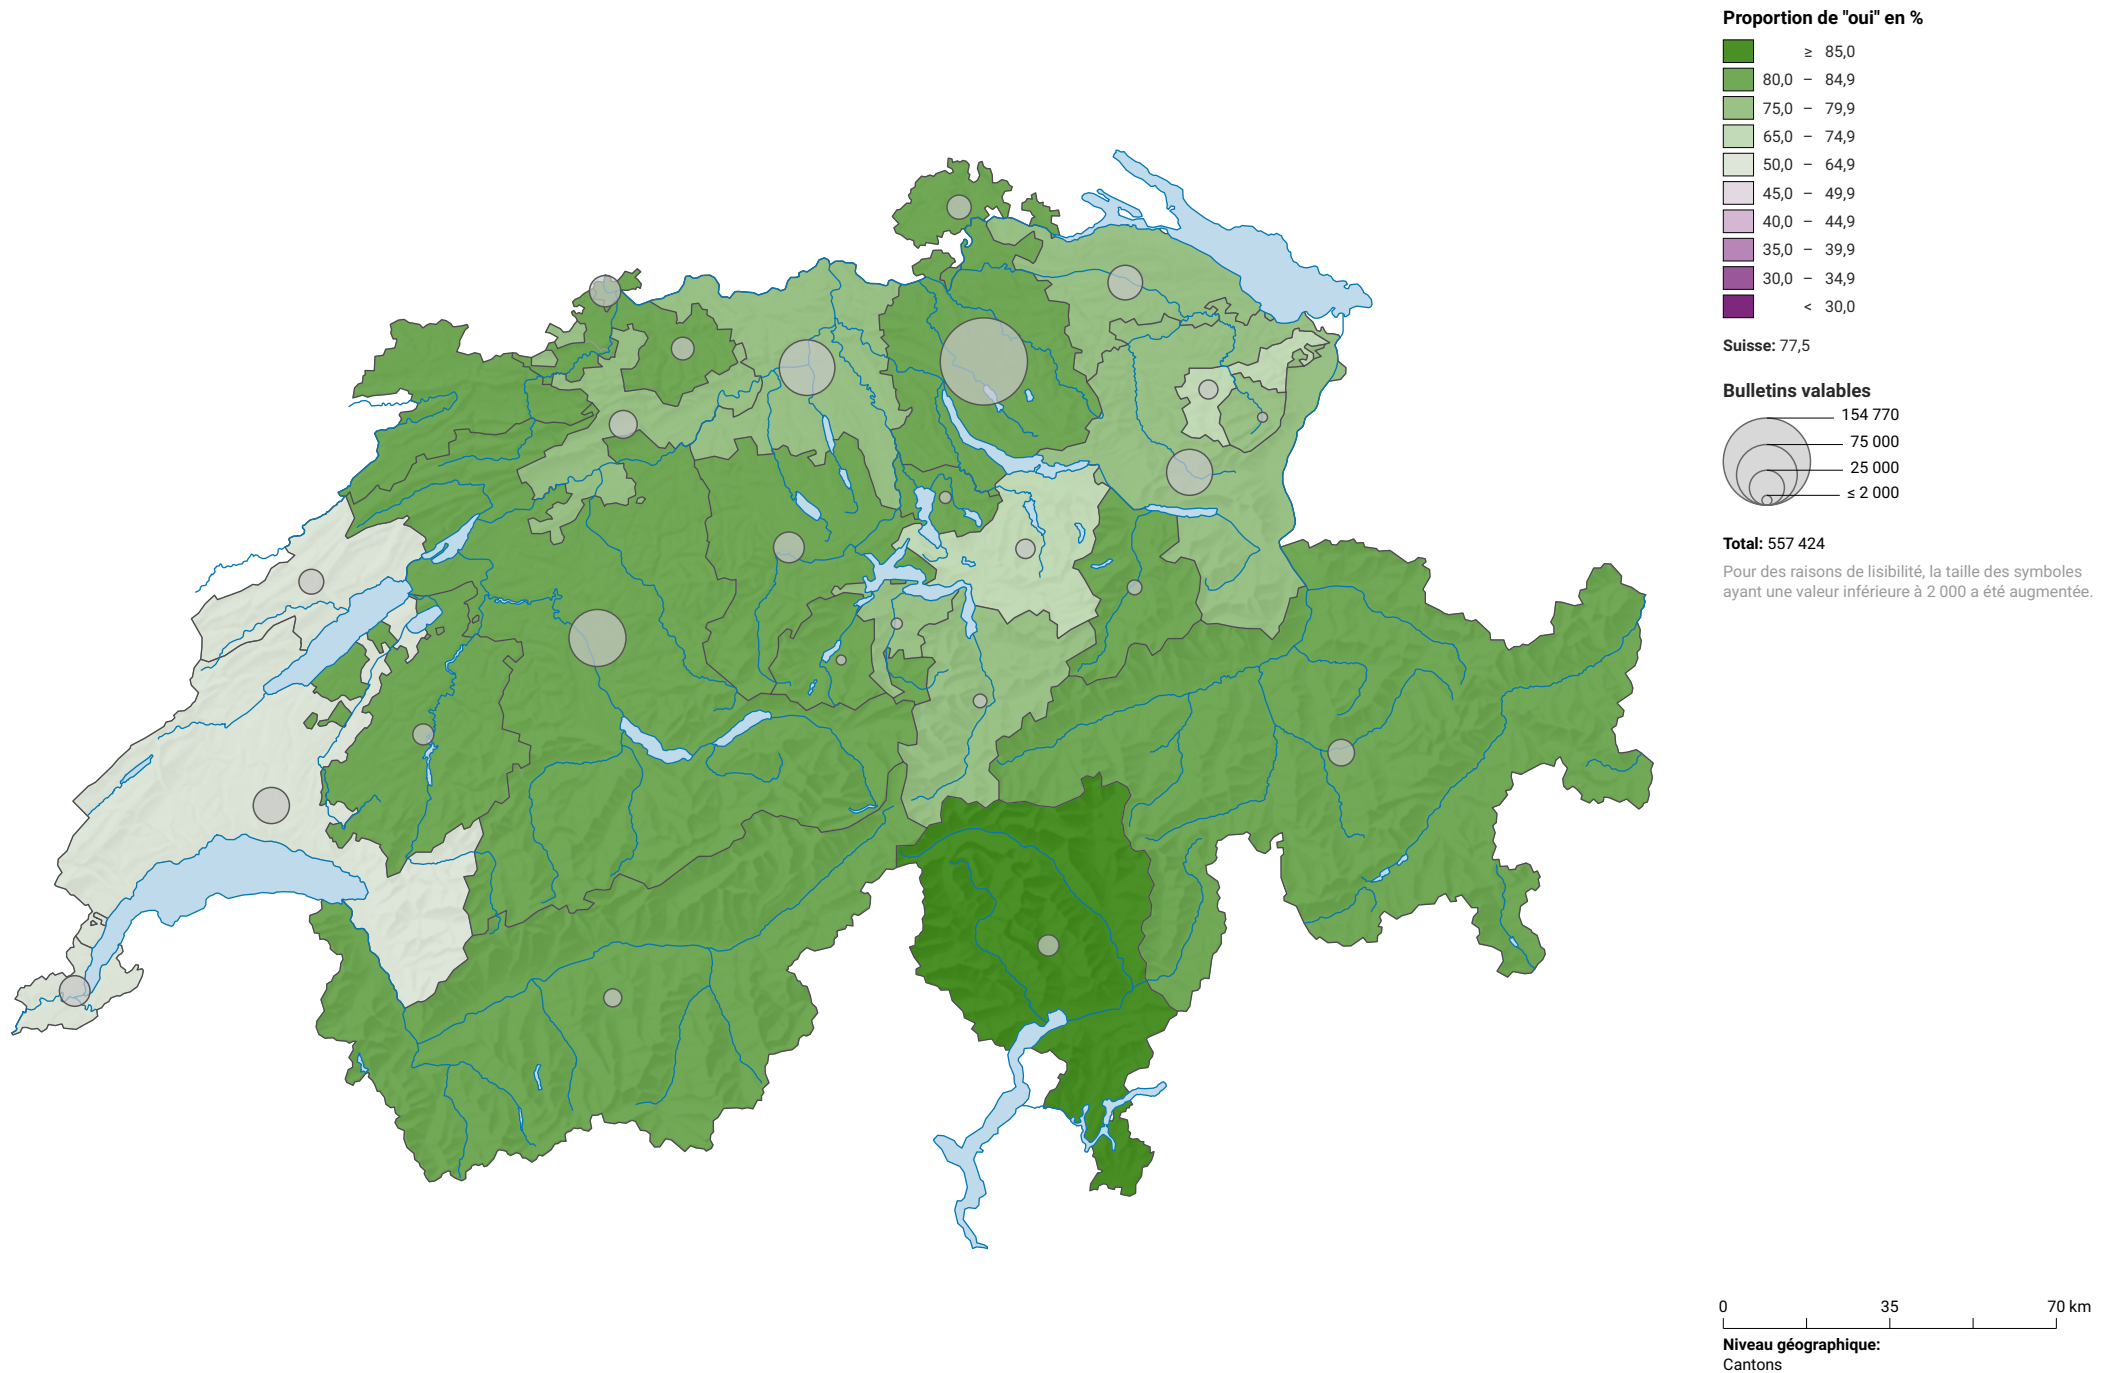 Proportion de "oui" en %
≥ 85,0
80,0 – 84,9
75,0 – 79,9
65,0 – 74,9
50,0 – 64,9
45,0 – 49,9
40,0 – 44,9
35,0 – 39,9
30,0 – 34,9
< 30,0
Suisse: 77,5
Bulletins valables
154 770
75 000
25 000
≤ 2 000
Total: 557 424
Pour des raisons de lisibilité, la taille des symboles
ayant une valeur inférieure à 2 000 a été augmentée.
0 35 70 km
Niveau géographique:
Cantons